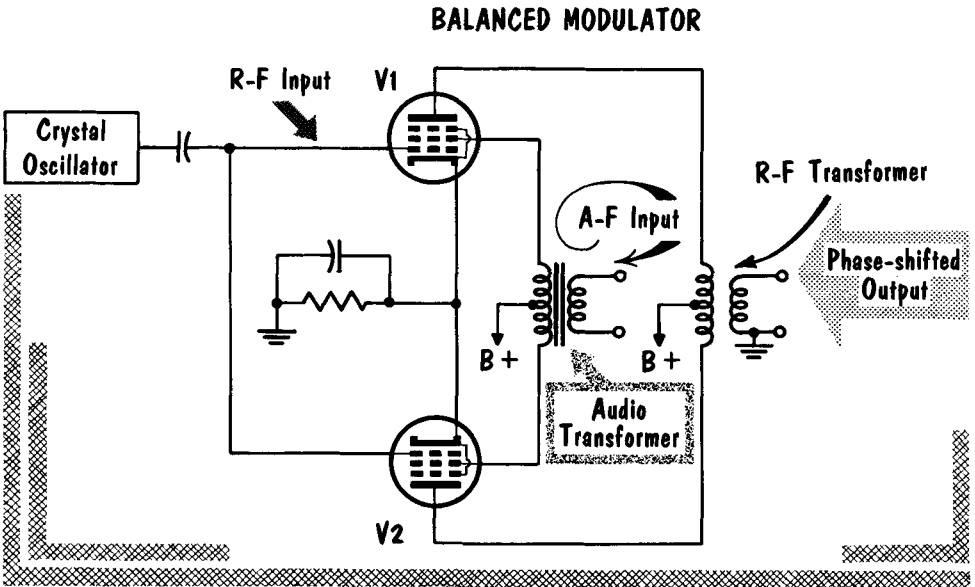 BALANCED MODULATOR
R-F Input
V1
Crystal
Oscillator
R-F Transformer
A-F Input
Phase-shifted
Output
B+
B+
Audio
Transformer
V2